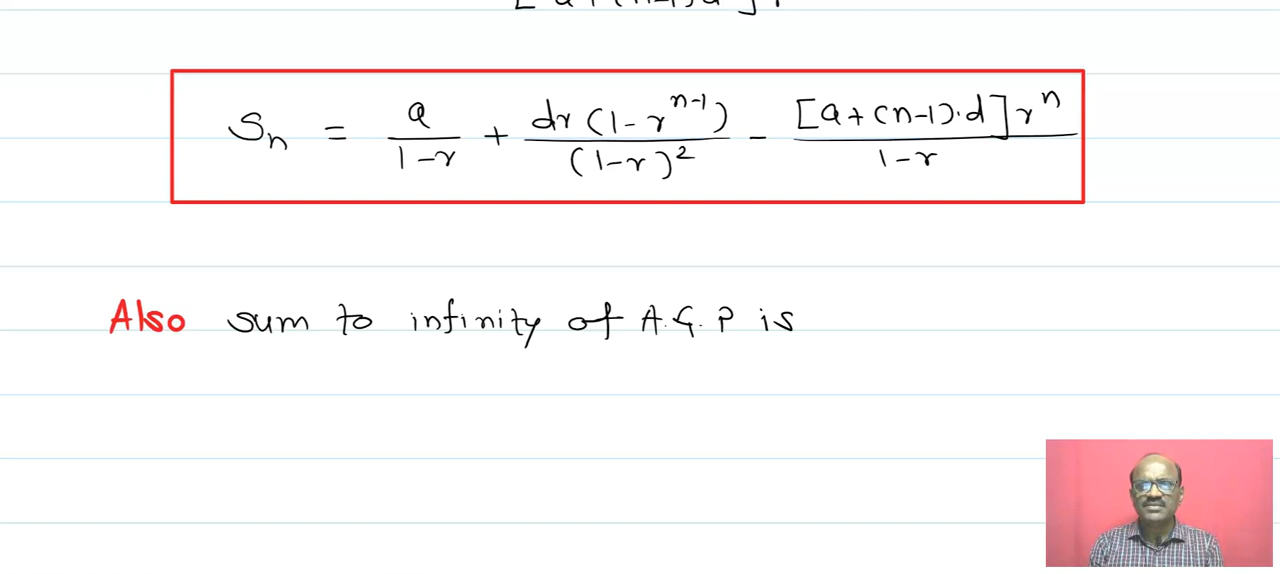 S_n = a/(1-r) + dr(1-r^{n-1})/(1-r)^2 - [a+(n-1).d]r^n/(1-r)
Also sum to infinity of A.G.P is